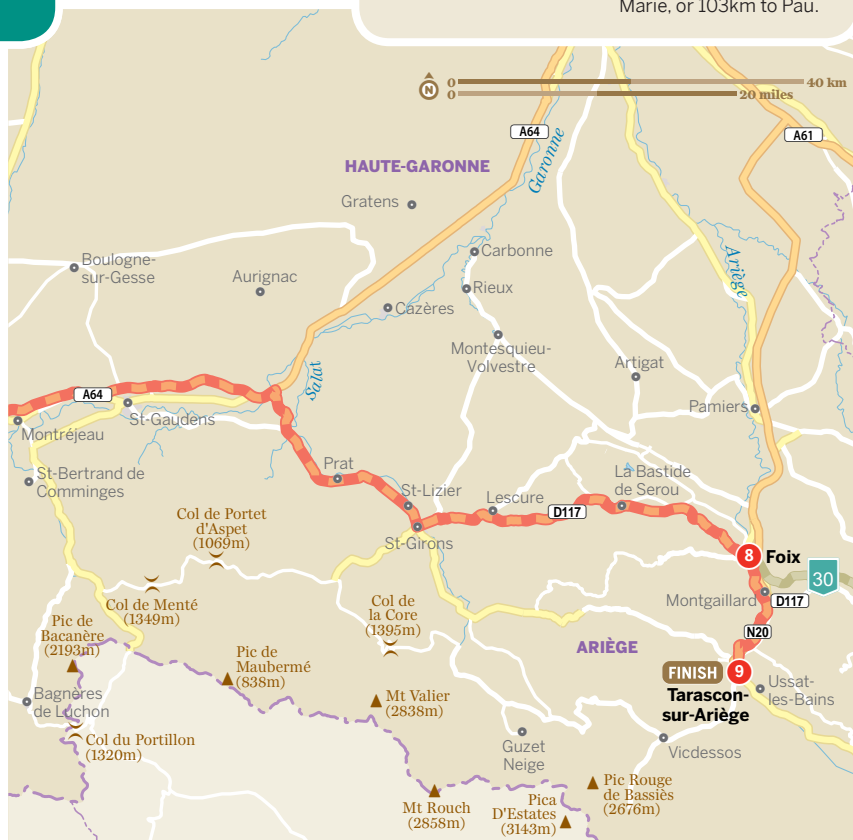 Marie, or 103km to Pau.
N
0
40 km
0
20 miles
A64
A61
Garonne
HAUTE-GARONNE
Gratens
Ariège
Boulogne-
sur-Gesse
Carbonne
Aurignac
Rieux
Cazères
Montesquieu-
Volvestre
Artigat
Salat
A64
Pamiers
St-Gaudens
Montréjeau
Prat
La Bastide
de Serou
St-Bertrand de
Comminges
St-Lizier
Lescure
D117
Col de Portet
d'Aspet
(1069m)
St-Girons
8 Foix
30
Col de Menté
(1349m)
Col de
la Core
(1395m)
Montgaillard
D117
Pic de
Bacanère
(2193m)
N20
ARIÈGE
Pic de
Maubermé
(838m)
FINISH
9
Tarascon-
sur-Ariège
Ussat-
les-Bains
Bagnères
de Luchon
Mt Valier
(2838m)
Col du Portillon
(1320m)
Guzet
Neige
Vicdessos
Pic Rouge
de Bassiès
(2676m)
Mt Rouch
(2858m)
Pica
D'Estates
(3143m)